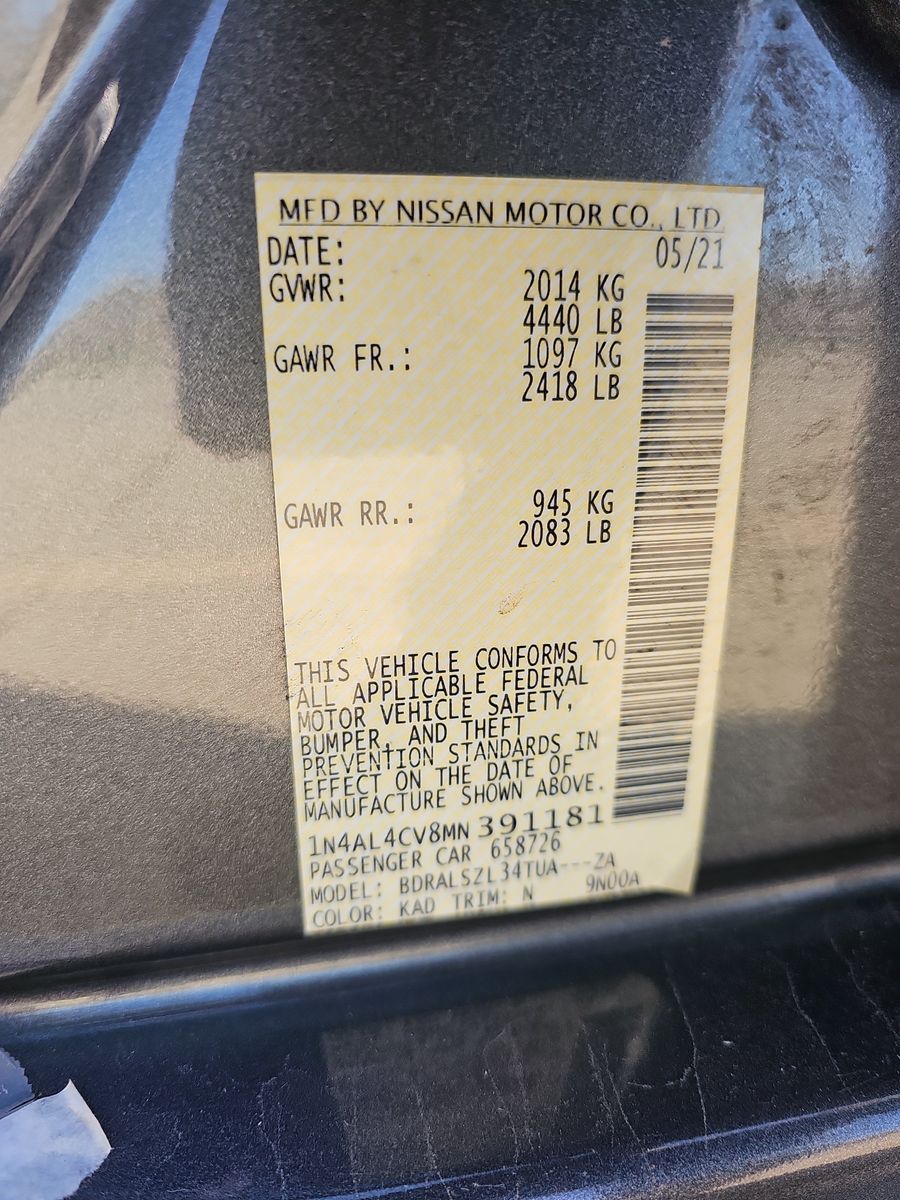 MFD BY NISSAN MOTOR CO., LTD.
DATE: 05/21
GVWR: 2014 KG
4440 LB
GAWR FR.: 1097 KG
2418 LB
GAWR RR.: 945 KG
2083 LB
THIS VEHICLE CONFORMS TO
ALL APPLICABLE FEDERAL
MOTOR VEHICLE SAFETY,
BUMPER, AND THEFT
PREVENTION STANDARDS IN
EFFECT ON THE DATE OF
MANUFACTURE SHOWN ABOVE.
1N4AL4CV8MN 391181
PASSENGER CAR 658726
MODEL: BDRALSZL34TUA---ZA
COLOR: KAD TRIM: N 9N00A